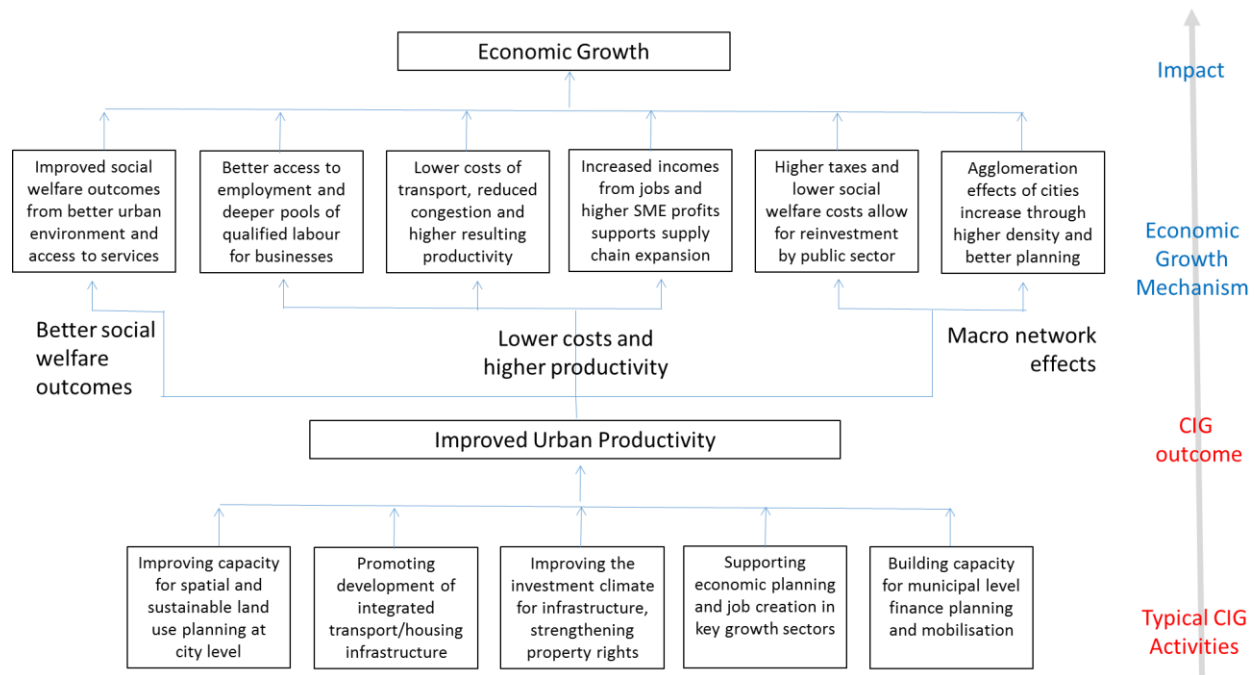 Economic Growth
Impact
Improved social
welfare outcomes
from better urban
environment and
access to services
Better access to
employment and
deeper pools of
qualified labour
for businesses
Lower costs of
transport, reduced
congestion and
higher resulting
productivity
Increased incomes
from jobs and
higher SME profits
supports supply
chain expansion
Higher taxes and
lower social
welfare costs allow
for reinvestment
by public sector
Agglomeration
effects of cities
increase through
higher density and
better planning
Economic
Growth
Mechanism
Better social
welfare
outcomes
Lower costs and
higher productivity
Macro network
effects
Improved Urban Productivity
CIG
outcome
Improving capacity
for spatial and
sustainable land
use planning at
city level
Promoting
development of
integrated
transport/housing
infrastructure
Improving the
investment climate
for infrastructure,
strengthening
property rights
Supporting
economic planning
and job creation in
key growth sectors
Building capacity
for municipal level
finance planning
and mobilisation
Typical CIG
Activities